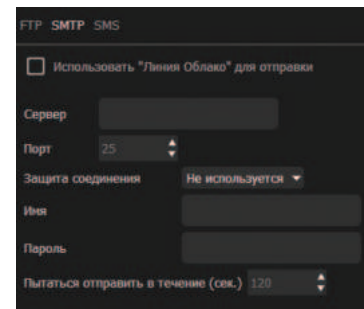 FTP SMTP SMS
Использовать "Линия Облако" для отправки
Сервер
Порт 25
Защита соединения Не используется
Имя
Пароль
Пытаться отправить в течение (сек.) 120